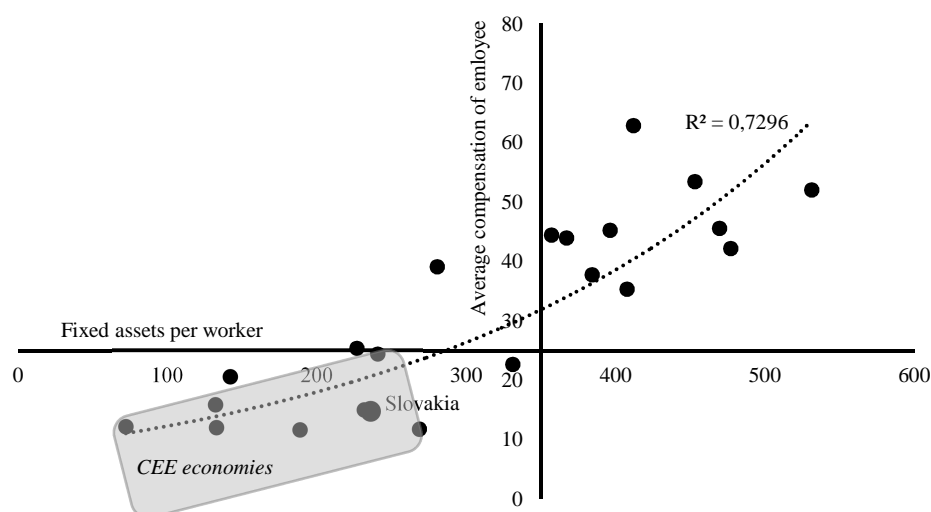 80
70
R² = 0,7296
60
50
40
Average compensation of emloyee
30
Fixed assets per worker
0 100 200 300 20 400 500 600
Slovakia
10
CEE economies
0